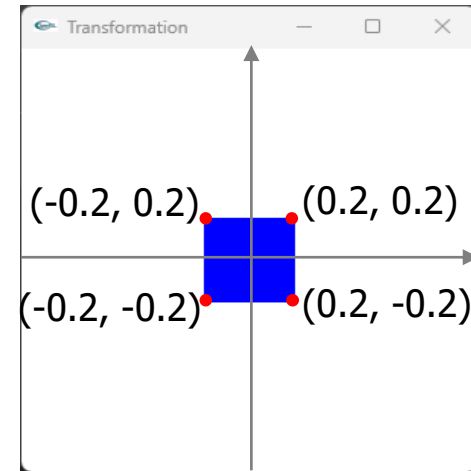 Transformation
(-0.2, 0.2) (0.2, 0.2)
(-0.2, -0.2) (0.2, -0.2)